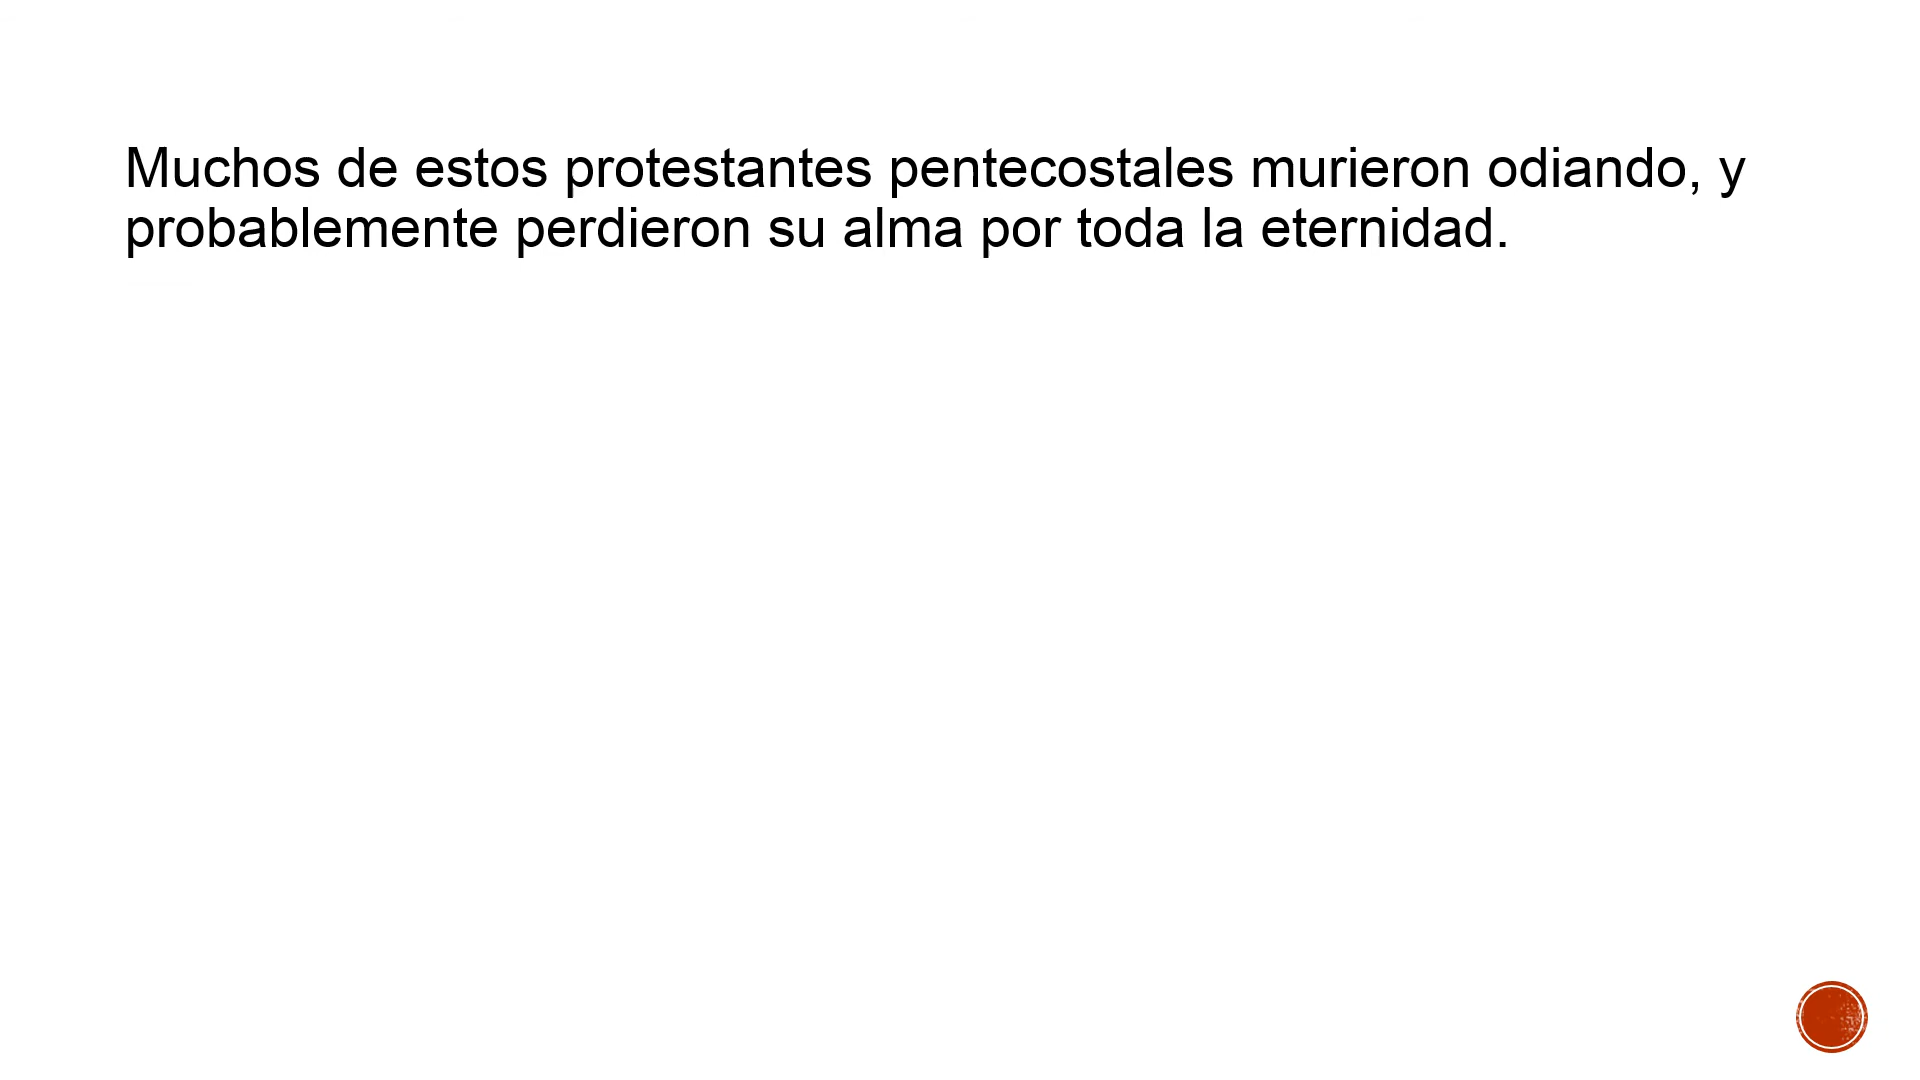 Muchos de estos protestantes pentecostales murieron odiando, y
probablemente perdieron su alma por toda la eternidad.